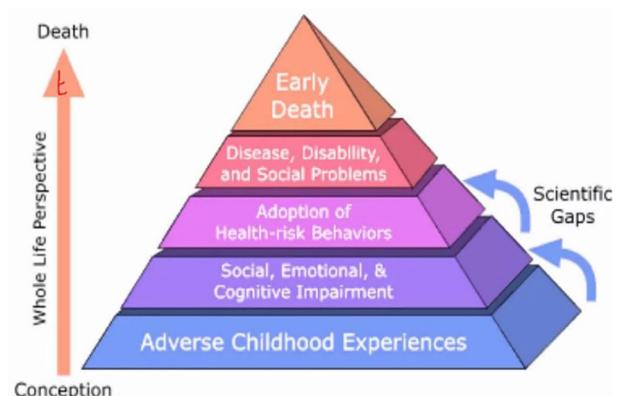 Death
t
Whole Life Perspective
Conception
Early
Death
Disease, Disability,
and Social Problems
Adoption of
Health-risk Behaviors
Social, Emotional, &
Cognitive Impairment
Adverse Childhood Experiences
Scientific
Gaps